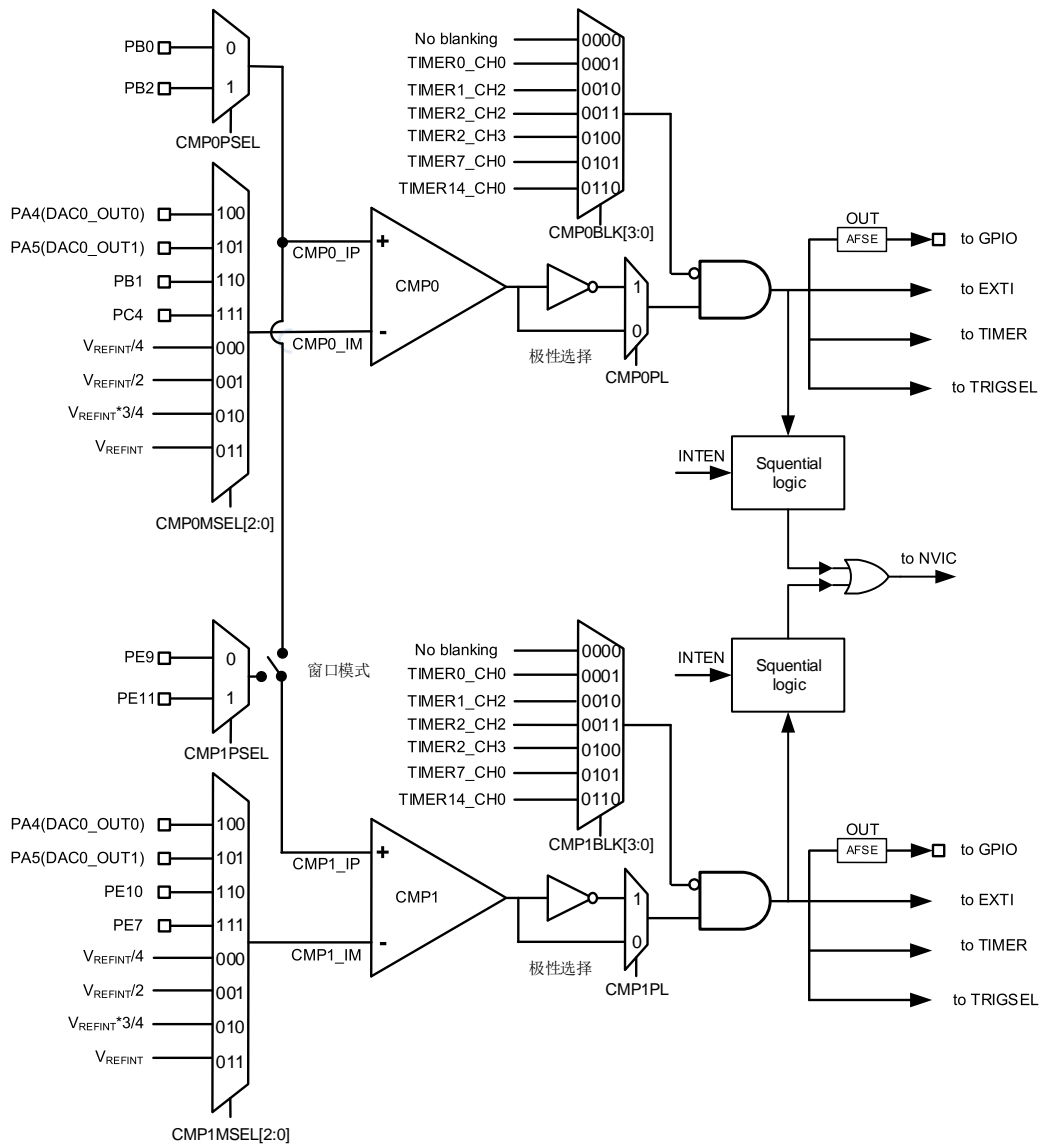 PB0
0
PB2
1
CMP0PSEL
PA4(DAC0_OUT0)
100
PA5(DAC0_OUT1)
101
PB1
110
PC4
111
VREFINT/4
000
VREFINT/2
001
VREFINT*3/4
010
VREFINT
011
CMP0MSEL[2:0]
CMP0_IP
CMP0_IM
+
-
CMP0
No blanking
0000
TIMER0_CH0
0001
TIMER1_CH2
0010
TIMER2_CH2
0011
TIMER2_CH3
0100
TIMER7_CH0
0101
TIMER14_CH0
0110
CMP0BLK[3:0]
1
0
极性选择
CMP0PL
OUT
AFSE
to GPIO
to EXTI
to TIMER
to TRIGSEL
INTEN
Squential
logic
to NVIC
INTEN
Squential
logic
PE9
0
PE11
1
CMP1PSEL
窗口模式
PA4(DAC0_OUT0)
100
PA5(DAC0_OUT1)
101
PE10
110
PE7
111
VREFINT/4
000
VREFINT/2
001
VREFINT*3/4
010
VREFINT
011
CMP1MSEL[2:0]
CMP1_IP
CMP1_IM
+
-
CMP1
No blanking
0000
TIMER0_CH0
0001
TIMER1_CH2
0010
TIMER2_CH2
0011
TIMER2_CH3
0100
TIMER7_CH0
0101
TIMER14_CH0
0110
CMP1BLK[3:0]
1
0
极性选择
CMP1PL
OUT
AFSE
to GPIO
to EXTI
to TIMER
to TRIGSEL